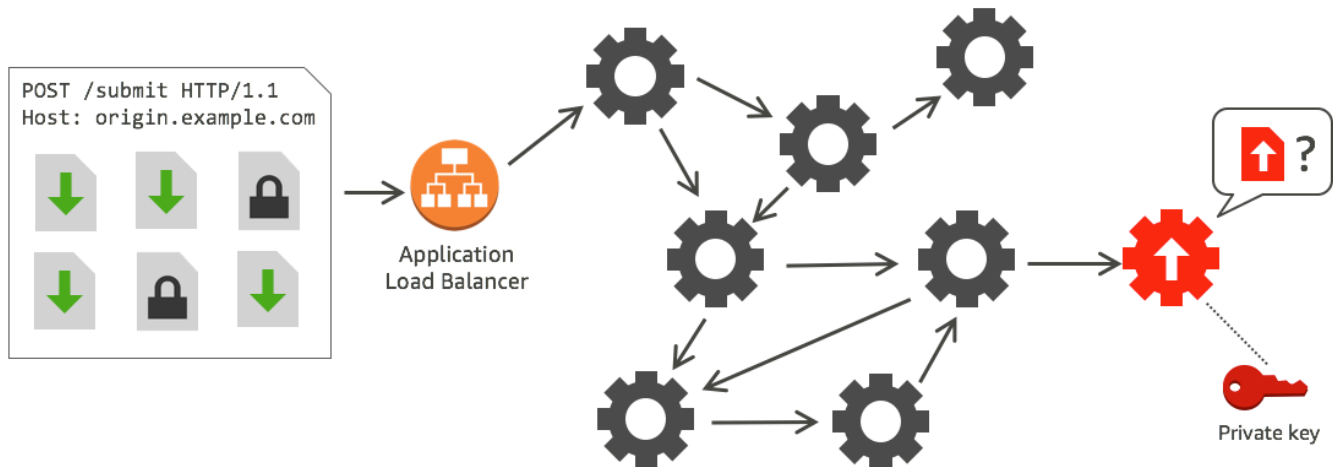 POST /submit HTTP/1.1
Host: origin.example.com
Application
Load Balancer
?
Private key